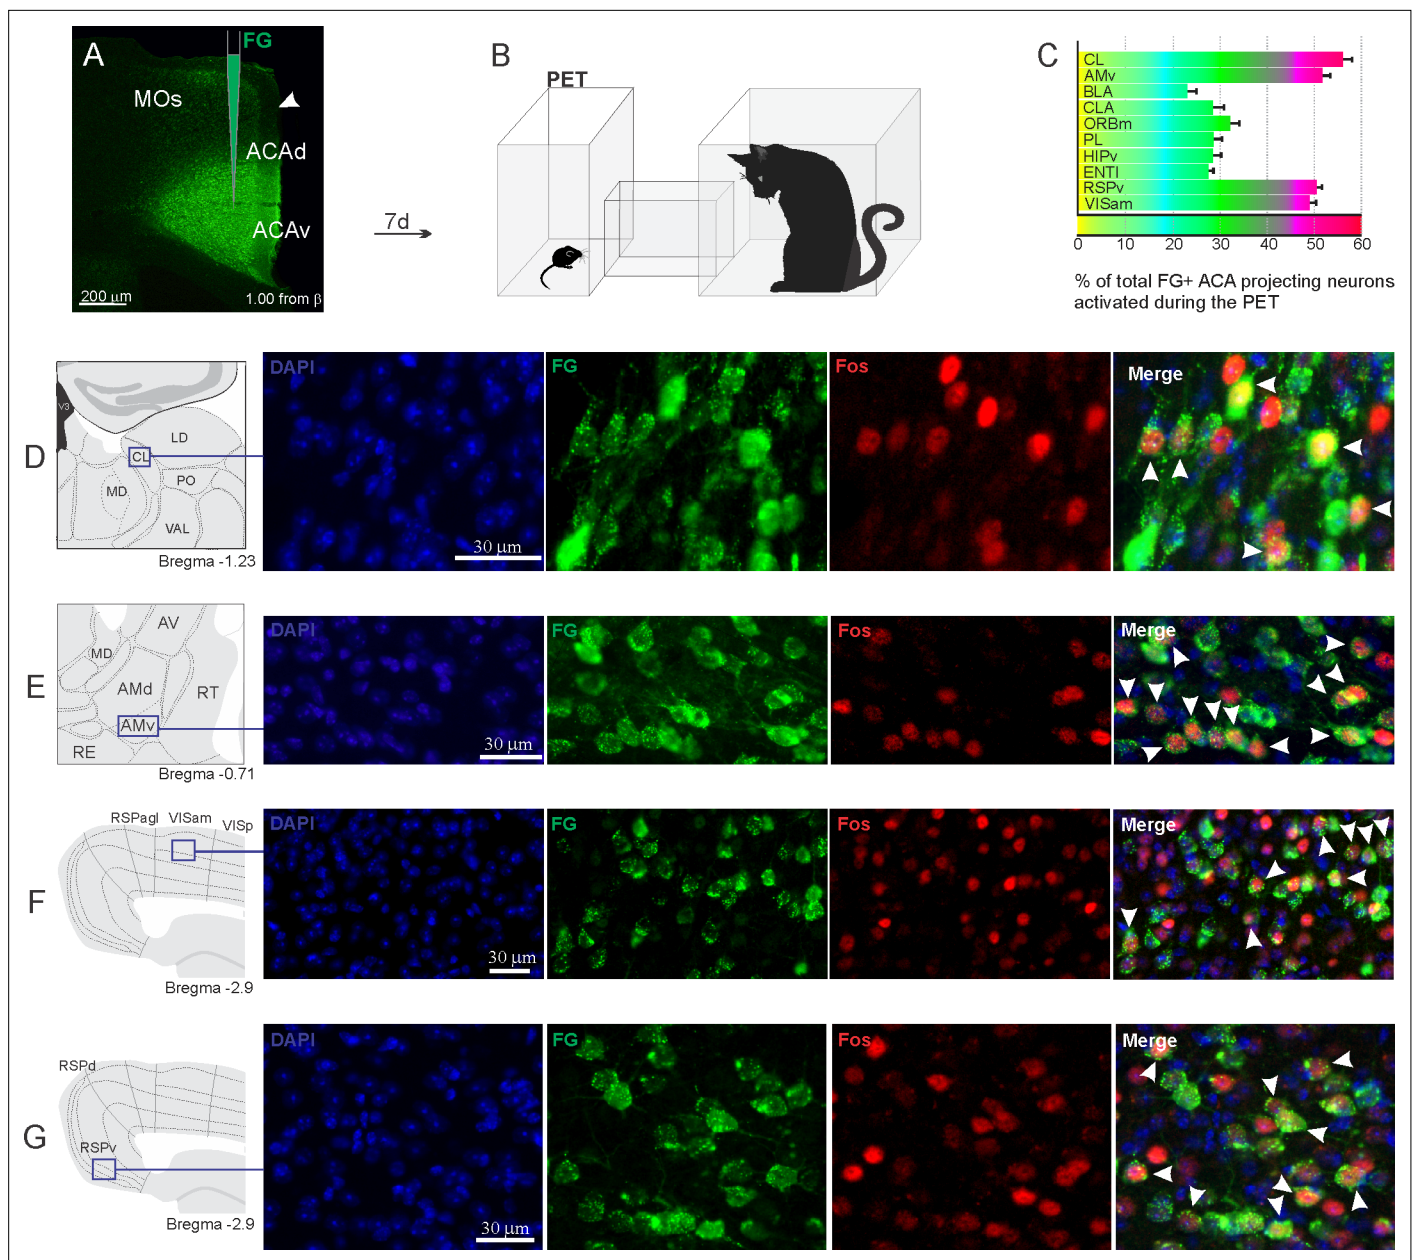 A
FG
MOs
ACAd
ACAv
200 µm
1.00 from β
7d
B
PET
C
CL
AMv
BLA
CLA
ORBm
PL
HIPv
ENTl
RSPv
VISam
0 10 20 30 40 50 60
% of total FG+ ACA projecting neurons
activated during the PET
D
V3
LD
CL
PO
MD
VAL
Bregma -1.23
DAPI
30 µm
FG
Fos
Merge
E
AV
MD
AMd
RT
AMv
RE
Bregma -0.71
DAPI
30 µm
FG
Fos
Merge
F
RSPagl VISam VISp
Bregma -2.9
DAPI
30 µm
FG
Fos
Merge
G
RSPd
RSPv
Bregma -2.9
DAPI
30 µm
FG
Fos
Merge